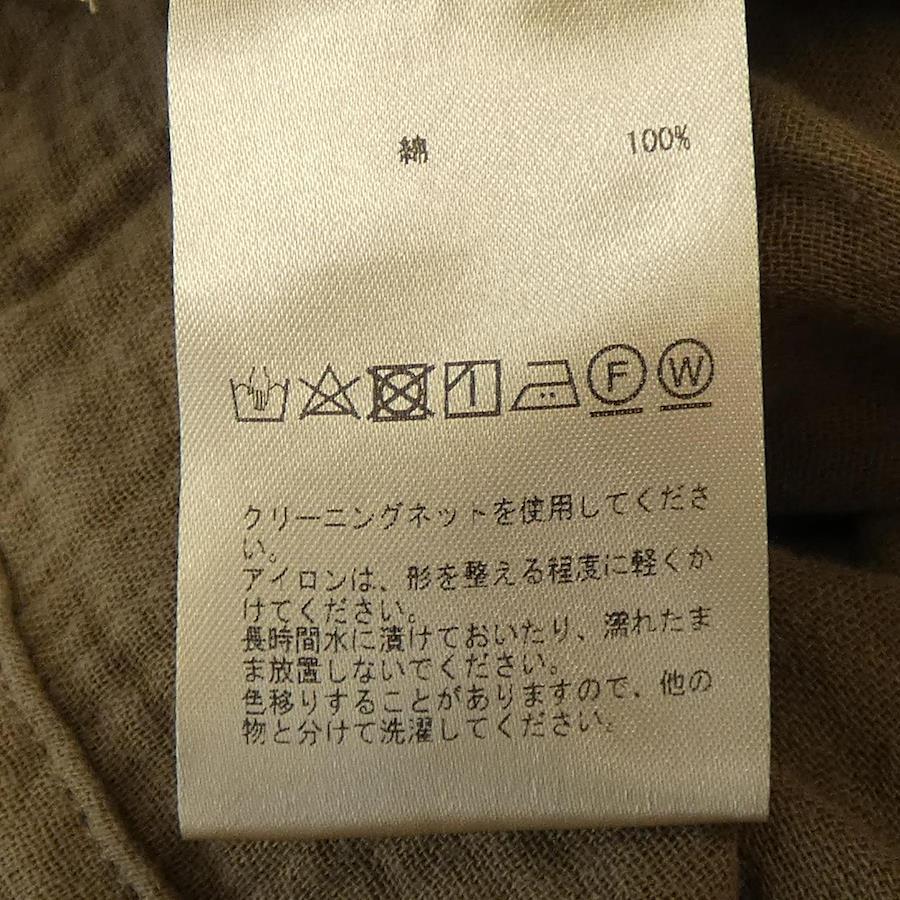 綿 100%
F W
クリーニングネットを使用してくださ
い。
アイロンは、形を整える程度に軽くか
けてください。
長時間水に漬けておいたり、濡れたま
ま放置しないでください。
色移りすることがありますので、他の
物と分けて洗濯してください。